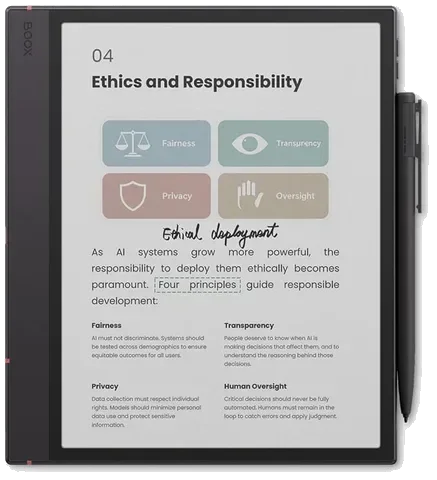 BOOX
04
Ethics and Responsibility
Fairness
Transparency
Privacy
Oversight
Ethical deployment
As AI systems grow more powerful, the
responsibility to deploy them ethically becomes
paramount. Four principles guide responsible
development:
Fairness
AI must not discriminate. Systems should
be tested across demographics to ensure
equitable outcomes for all users.
Transparency
People deserve to know when AI is
making decisions that affect them, and to
understand the reasoning behind those
decisions.
Privacy
Data collection must respect individual
rights. Models should minimize personal
data use and protect sensitive
information.
Human Oversight
Critical decisions should never be fully
automated. Humans must remain in the
loop to catch errors and apply judgment.